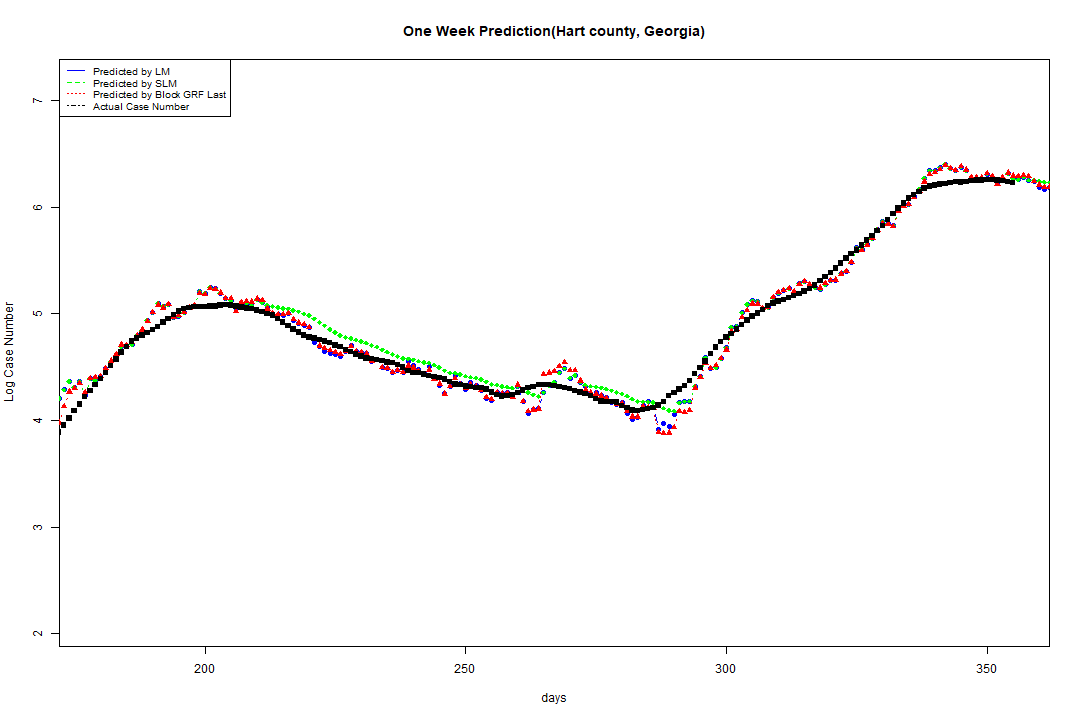 One Week Prediction(Hart county, Georgia)
Predicted by LM
Predicted by SLM
Predicted by Block GRF Last
Actual Case Number
7
6
5
4
3
2
Log Case Number
200
250
300
350
days